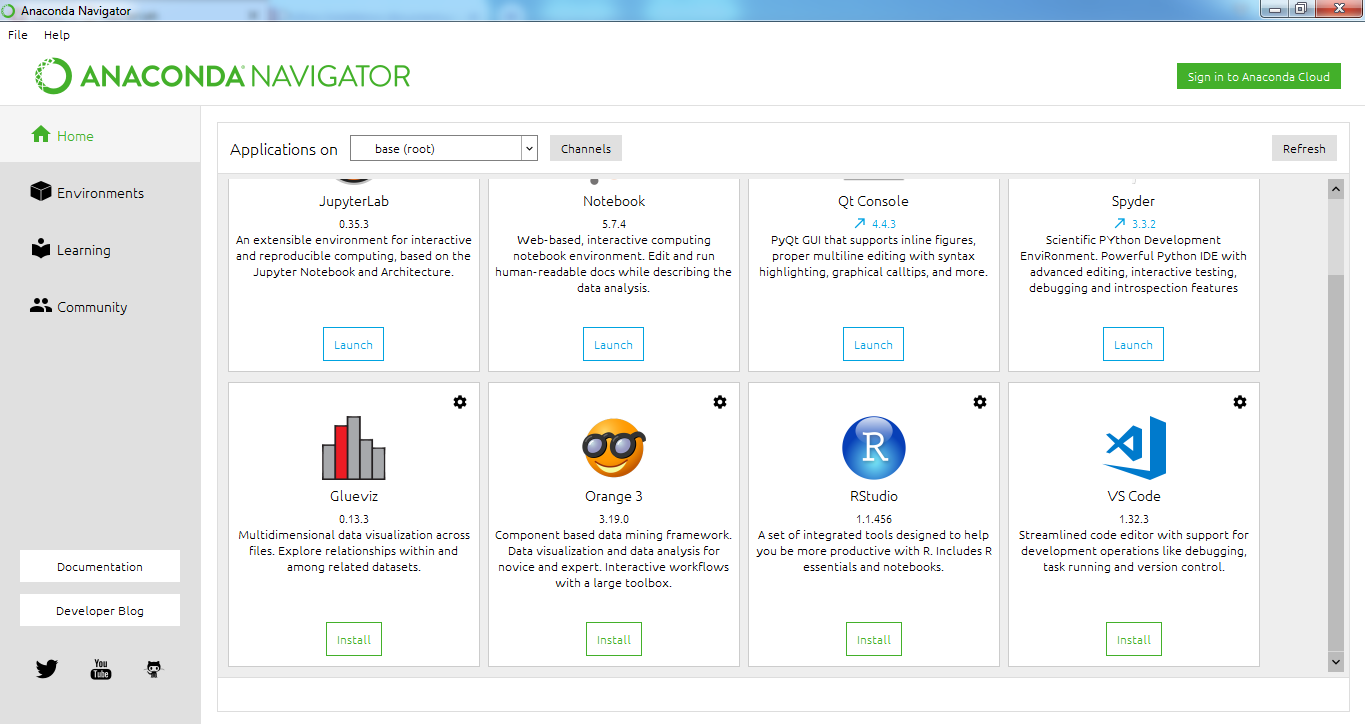 Anaconda Navigator
File Help
ANACONDA NAVIGATOR
Sign in to Anaconda Cloud
Home
Environments
Learning
Community
Documentation
Developer Blog
You
Tube
Applications on base (root) Channels Refresh
JupyterLab
0.35.3
An extensible environment for interactive
and reproducible computing, based on the
Jupyter Notebook and Architecture.
Launch
Notebook
5.7.4
Web-based, interactive computing
notebook environment. Edit and run
human-readable docs while describing the
data analysis.
Launch
Qt Console
4.4.3
PyQt GUI that supports inline figures,
proper multiline editing with syntax
highlighting, graphical calltips, and more.
Launch
Spyder
3.3.2
Scientific PYthon Development
EnviRonment. Powerful Python IDE with
advanced editing, interactive testing,
debugging and introspection features
Launch
Glueviz
0.13.3
Multidimensional data visualization across
files. Explore relationships within and
among related datasets.
Install
Orange 3
3.19.0
Component based data mining framework.
Data visualization and data analysis for
novice and expert. Interactive workflows
with a large toolbox.
Install
R
RStudio
1.1.456
A set of integrated tools designed to help
you be more productive with R. Includes R
essentials and notebooks.
Install
VS Code
1.32.3
Streamlined code editor with support for
development operations like debugging,
task running and version control.
Install